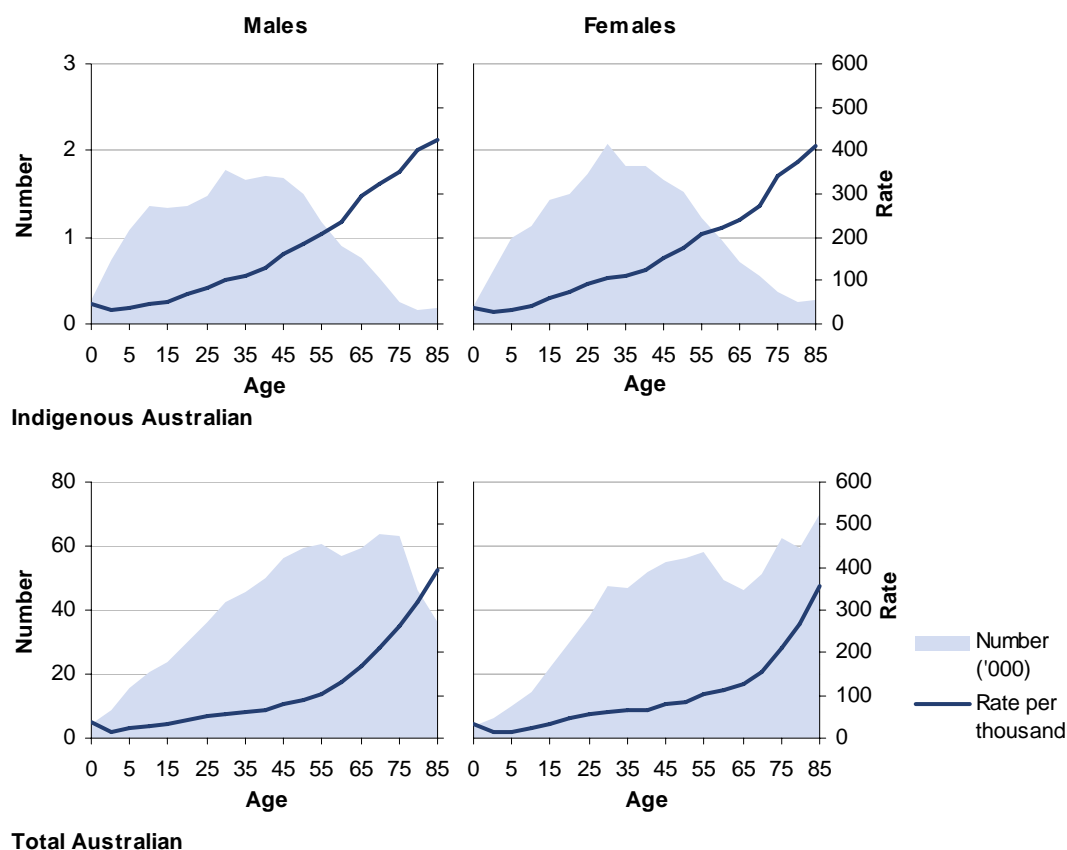 Males
Females
3
2
1
0
Number
0 5 15 25 35 45 55 65 75 85
Age
600
500
400
300
200
100
0
Rate
0 5 15 25 35 45 55 65 75 85
Age
Indigenous Australian
80
60
40
20
0
Number
0 5 15 25 35 45 55 65 75 85
Age
600
500
400
300
200
100
0
Rate
0 5 15 25 35 45 55 65 75 85
Age
Number
('000)
Rate per
thousand
Total Australian